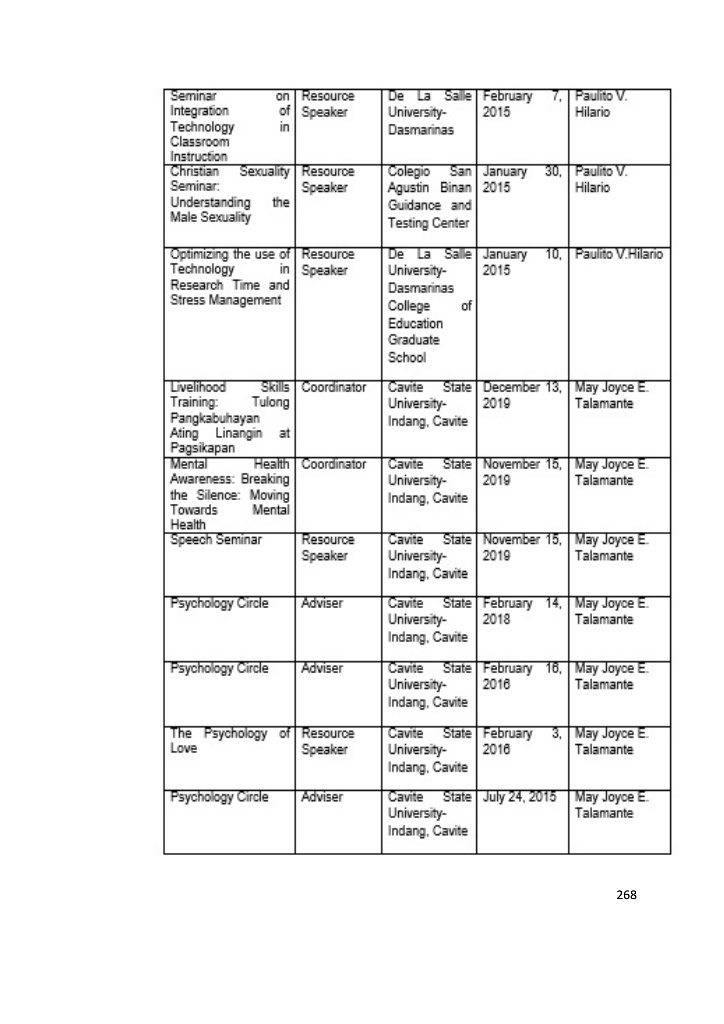 Seminar on Integration of Technology in Classroom Instruction | Resource Speaker | De La Salle University-Dasmarinas | February 7, 2015 | Paulito V. Hilario
Christian Sexuality Seminar: Understanding the Male Sexuality | Resource Speaker | Colegio San Agustin Binan Guidance and Testing Center | January 30, 2015 | Paulito V. Hilario
Optimizing the use of Technology in Research Time and Stress Management | Resource Speaker | De La Salle University-Dasmarinas College of Education Graduate School | January 10, 2015 | Paulito V.Hilario
Livelihood Skills Training: Tulong Pangkabuhayan Ating Linangin at Pagsikapan | Coordinator | Cavite State University-Indang, Cavite | December 13, 2019 | May Joyce E. Talamante
Mental Health Awareness: Breaking the Silence: Moving Towards Mental Health | Coordinator | Cavite State University-Indang, Cavite | November 15, 2019 | May Joyce E. Talamante
Speech Seminar | Resource Speaker | Cavite State University-Indang, Cavite | November 15, 2019 | May Joyce E. Talamante
Psychology Circle | Adviser | Cavite State University-Indang, Cavite | February 14, 2018 | May Joyce E. Talamante
Psychology Circle | Adviser | Cavite State University-Indang, Cavite | February 16, 2016 | May Joyce E. Talamante
The Psychology of Love | Resource Speaker | Cavite State University-Indang, Cavite | February 3, 2016 | May Joyce E. Talamante
Psychology Circle | Adviser | Cavite State University-Indang, Cavite | July 24, 2015 | May Joyce E. Talamante
268